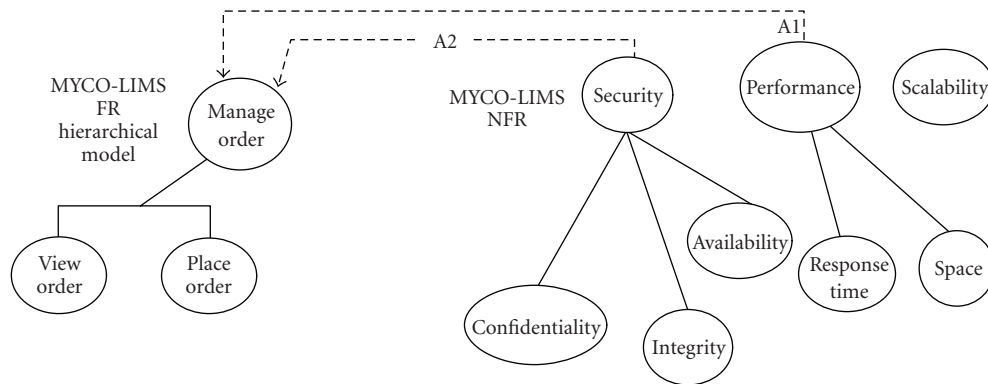 A1
A2
MYCO-LIMS
FR
hierarchical
model
Manage
order
MYCO-LIMS
NFR
Security
Performance
Scalability
View
order
Place
order
Availability
Response
time
Space
Confidentiality
Integrity